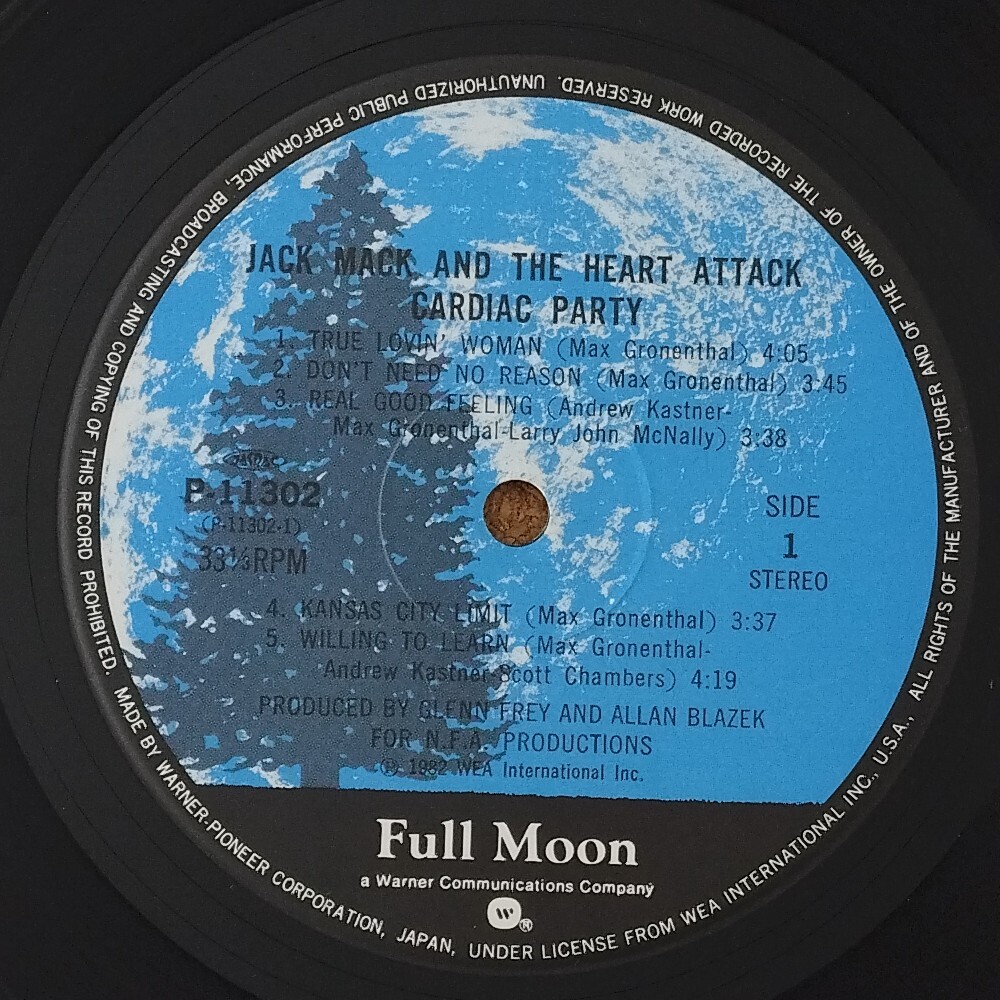 JACK MACK AND THE HEART ATTACK
CARDIAC PARTY
1. TRUE LOVIN' WOMAN (Max Gronenthal) 4:05
2. DON'T NEED NO REASON (Max Gronenthal) 3:45
3. REAL GOOD FEELING (Andrew Kastner-
Max Gronenthal-Larry John McNally) 3:38
JASRAC
P-11302
(P-11302-1)
33⅓RPM
SIDE
1
STEREO
4. KANSAS CITY LIMIT (Max Gronenthal) 3:37
5. WILLING TO LEARN (Max Gronenthal-
Andrew Kastner-Scott Chambers) 4:19
PRODUCED BY GLENN FREY AND ALLAN BLAZEK
FOR N.F.A. PRODUCTIONS
℗ 1982 WEA International Inc.
Full Moon
a Warner Communications Company
W®
MADE BY WARNER-PIONEER CORPORATION, JAPAN, UNDER LICENSE FROM WEA INTERNATIONAL INC., U.S.A., ALL RIGHTS OF THE MANUFACTURER AND OF THE OWNER OF THE RECORDED WORK RESERVED. UNAUTHORIZED PUBLIC PERFORMANCE, BROADCASTING AND COPYING OF THIS RECORD PROHIBITED.